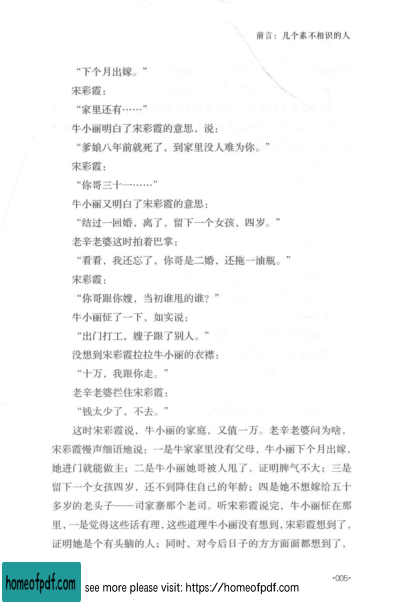 前言：几个素不相识的人
“下个月出嫁。”
宋彩霞：
“家里还有……”
牛小丽明白了宋彩霞的意思，说：
“爹娘八年前就死了，到家里没人难为你。”
宋彩霞：
“你哥三十一……”
牛小丽又明白了宋彩霞的意思：
“结过一回婚，离了，留下一个女孩，四岁。”
老辛老婆这时拍着巴掌：
“看看，我还忘了，你哥是二婚，还拖一油瓶。”
宋彩霞：
“你哥跟你嫂，当初谁甩的谁？”
牛小丽怔了一下，如实说：
“出门打工，嫂子跟了别人。”
没想到宋彩霞拉拉牛小丽的衣襟：
“十万，我跟你走。”
老辛老婆拦住宋彩霞：
“钱太少了，不去。”
这时宋彩霞说，牛小丽的家庭，又值一万。老辛老婆问为啥，
宋彩霞慢声细语地说：一是牛家家里没有父母，牛小丽下个月出嫁，
她进门就能做主；二是牛小丽她哥被人甩了，证明脾气不大；三是
留下一个女孩四岁，还不到降住自己的年龄；四是她不想嫁给五十
多岁的老头子——司家寨那个老司。听宋彩霞说完，牛小丽怔在那
里，一是觉得这些话有理，这些道理牛小丽没有想到，宋彩霞想到了，
证明她是个有头脑的人；同时，对今后日子的方方面面都想到了，
·005·
homeofpdf.com see more please visit: https://homeofpdf.com